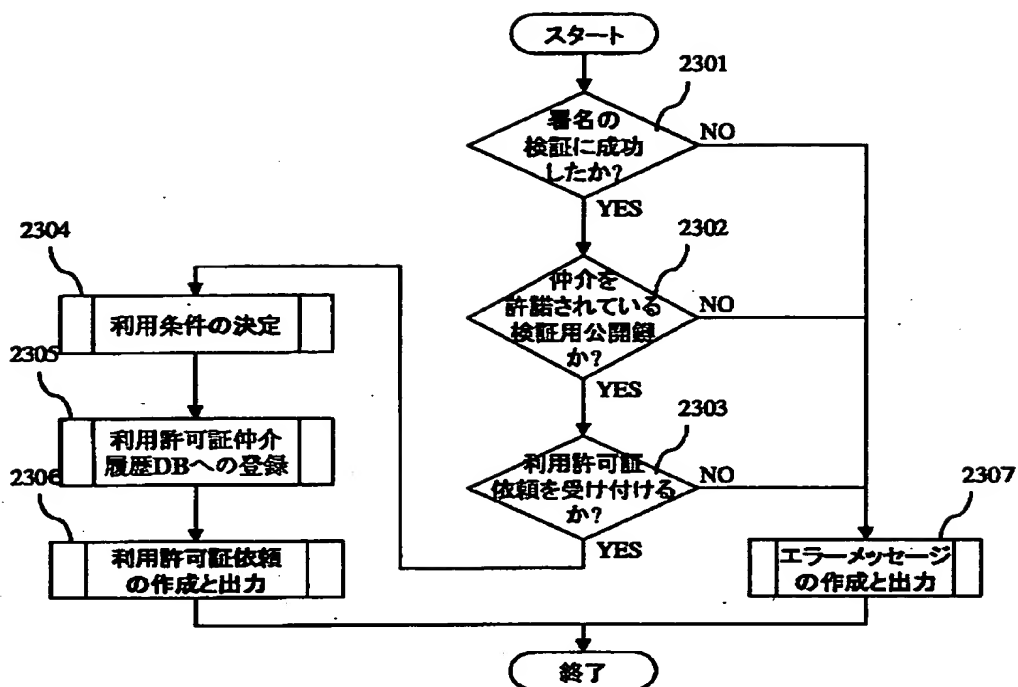 スタート
2301
署名の
検証に成功
したか?
NO
YES
2302
仲介を
許諾されている
検証用公開鍵
か?
NO
YES
2303
利用許可証
依頼を受け付ける
か?
NO
YES
2304
利用条件の決定
2305
利用許可証仲介
履歴DBへの登録
2306
利用許可証依頼
の作成と出力
2307
エラーメッセージ
の作成と出力
終了